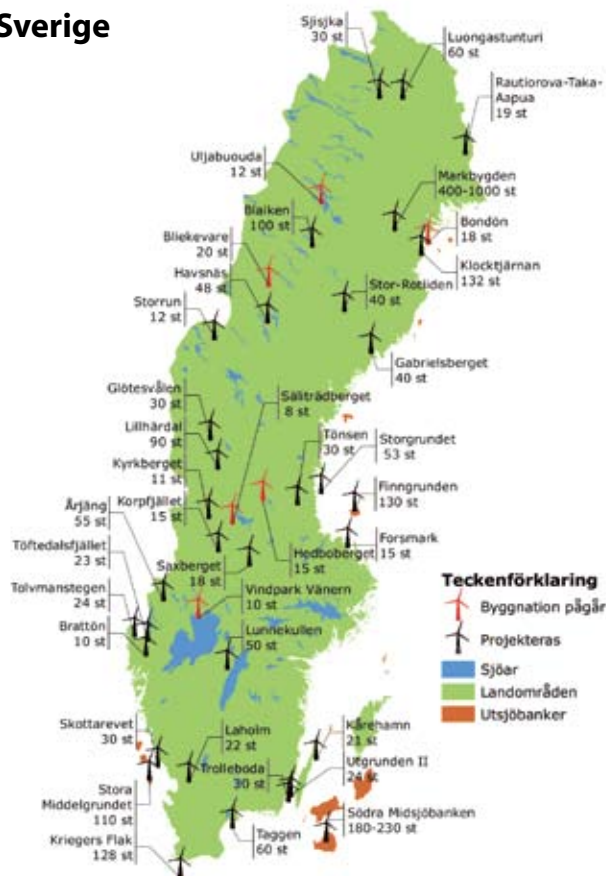 Sverige
Sjisjka
30 st
Luongastunturi
60 st
Rautiorova-Taka-
Aapua
19 st
Uljabuouda
12 st
Markbygden
400-1000 st
Blaiken
100 st
Bondön
18 st
Bliekevare
20 st
Klocktjärnan
132 st
Havsnäs
48 st
Stor-Rotliden
40 st
Storrun
12 st
Gabrielsberget
40 st
Glötesvålen
30 st
Sälitträdberget
8 st
Lillhärdal
90 st
Tönsen
30 st
Storgrundet
53 st
Kyrkberget
11 st
Finngrunden
130 st
Korpfjället
15 st
Årjäng
55 st
Forsmark
15 st
Hedboberget
15 st
Töftedalsfjället
23 st
Saxberget
18 st
Vindpark Vänern
10 st
Tolvmanstegen
24 st
Lunnekullen
50 st
Brattön
10 st
Teckenförklaring
Byggnation pågår
Projekteras
Sjöar
Landområden
Utsjöbanker
Skottarevet
30 st
Laholm
22 st
Kårehamn
21 st
Trolleboda
30 st
Utgrunden II
24 st
Stora
Middelgrundet
110 st
Södra Midsjöbanken
180-230 st
Taggen
60 st
Kriegers Flak
128 st